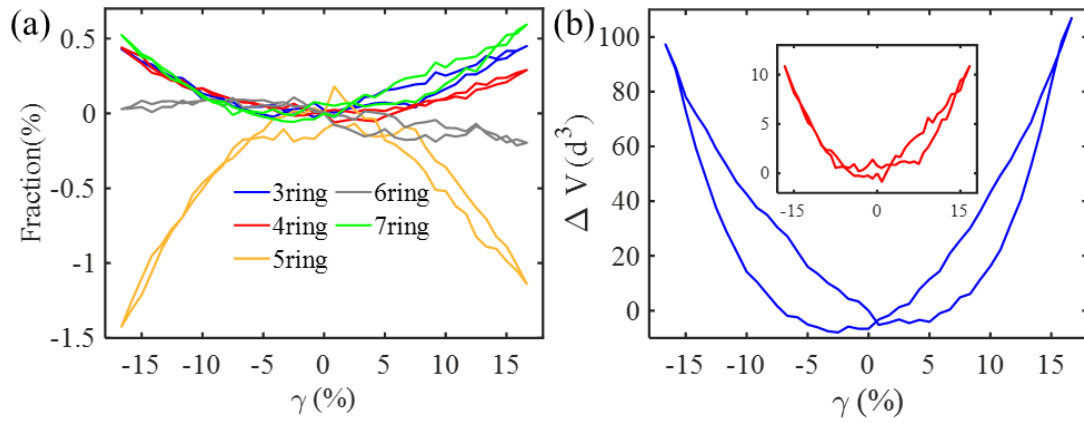 (a)
Fraction(%)
0.5
0
-0.5
-1
-1.5
3ring 6ring
4ring 7ring
5ring
-15 -10 -5 0 5 10 15
γ (%)
(b)
Δ V (d³)
100
80
60
40
20
0
10
5
0
-15 0 15
-15 -10 -5 0 5 10 15
γ (%)